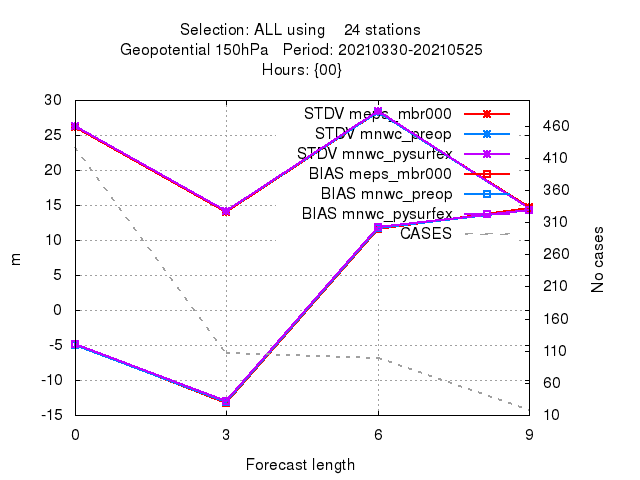 Selection: ALL using    24 stations
Geopotential 150hPa   Period: 20210330-20210525
Hours: {00}
30
25
20
15
10
5
0
-5
-10
-15
m
STDV meps_mbr000
STDV mnwc_preop
STDV mnwc_pysurfex
BIAS meps_mbr000
BIAS mnwc_preop
BIAS mnwc_pysurfex
CASES
460
410
360
310
260
210
160
110
60
10
No cases
0 3 6 9
Forecast length